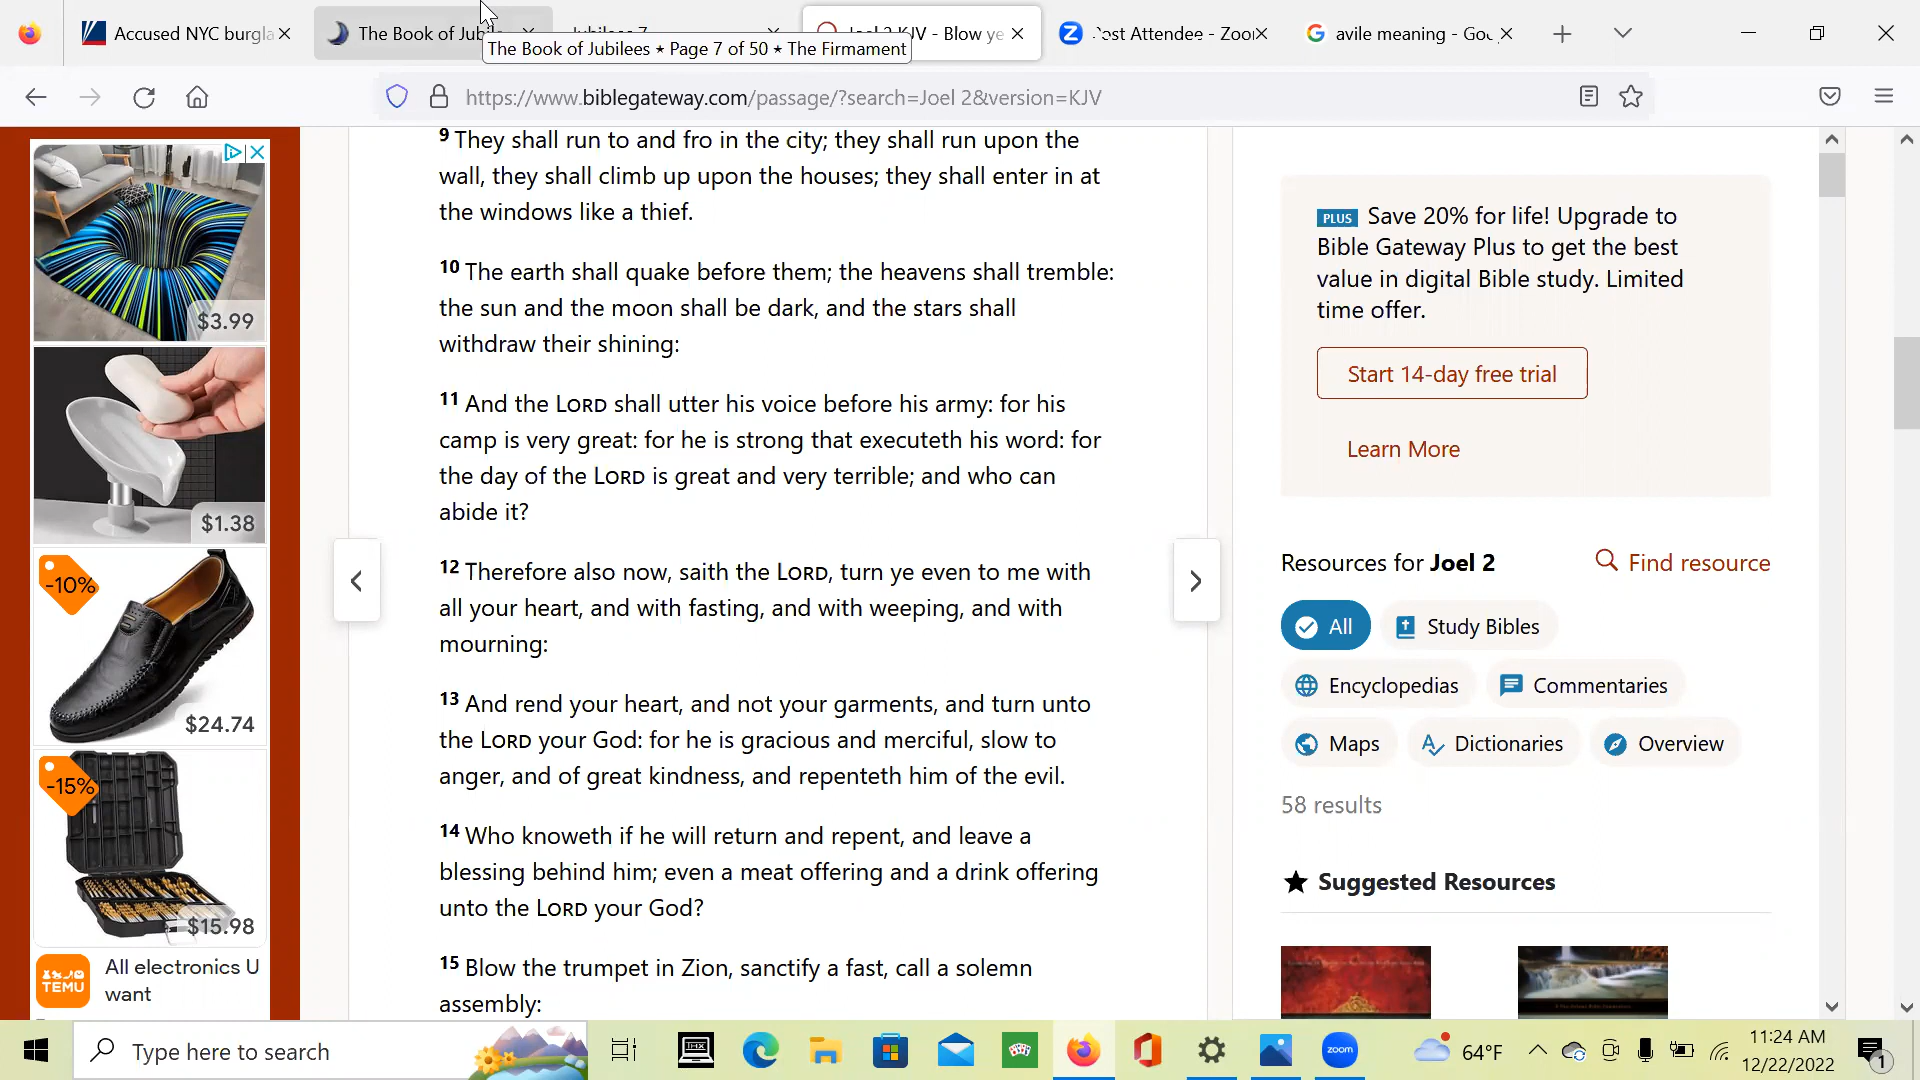 Accused NYC burgla
The Book of Jubile
Jubilees 7
Joel 2 KJV - Blow ye
Post Attendee - Zoom
avile meaning - Goo
The Book of Jubilees ⋆ Page 7 of 50 ⋆ The Firmament
https://www.biblegateway.com/passage/?search=Joel 2&version=KJV
9 They shall run to and fro in the city; they shall run upon the
wall, they shall climb up upon the houses; they shall enter in at
the windows like a thief.
10 The earth shall quake before them; the heavens shall tremble:
the sun and the moon shall be dark, and the stars shall
withdraw their shining:
11 And the LORD shall utter his voice before his army: for his
camp is very great: for he is strong that executeth his word: for
the day of the LORD is great and very terrible; and who can
abide it?
12 Therefore also now, saith the LORD, turn ye even to me with
all your heart, and with fasting, and with weeping, and with
mourning:
13 And rend your heart, and not your garments, and turn unto
the LORD your God: for he is gracious and merciful, slow to
anger, and of great kindness, and repenteth him of the evil.
14 Who knoweth if he will return and repent, and leave a
blessing behind him; even a meat offering and a drink offering
unto the LORD your God?
15 Blow the trumpet in Zion, sanctify a fast, call a solemn
assembly:
$3.99
$1.38
-10%
$24.74
-15%
$15.98
TEMU
All electronics U
want
PLUS Save 20% for life! Upgrade to
Bible Gateway Plus to get the best
value in digital Bible study. Limited
time offer.
Start 14-day free trial
Learn More
Resources for Joel 2
Find resource
All
Study Bibles
Encyclopedias
Commentaries
Maps
Dictionaries
Overview
58 results
Suggested Resources
Type here to search
zoom
64°F
11:24 AM
12/22/2022
1